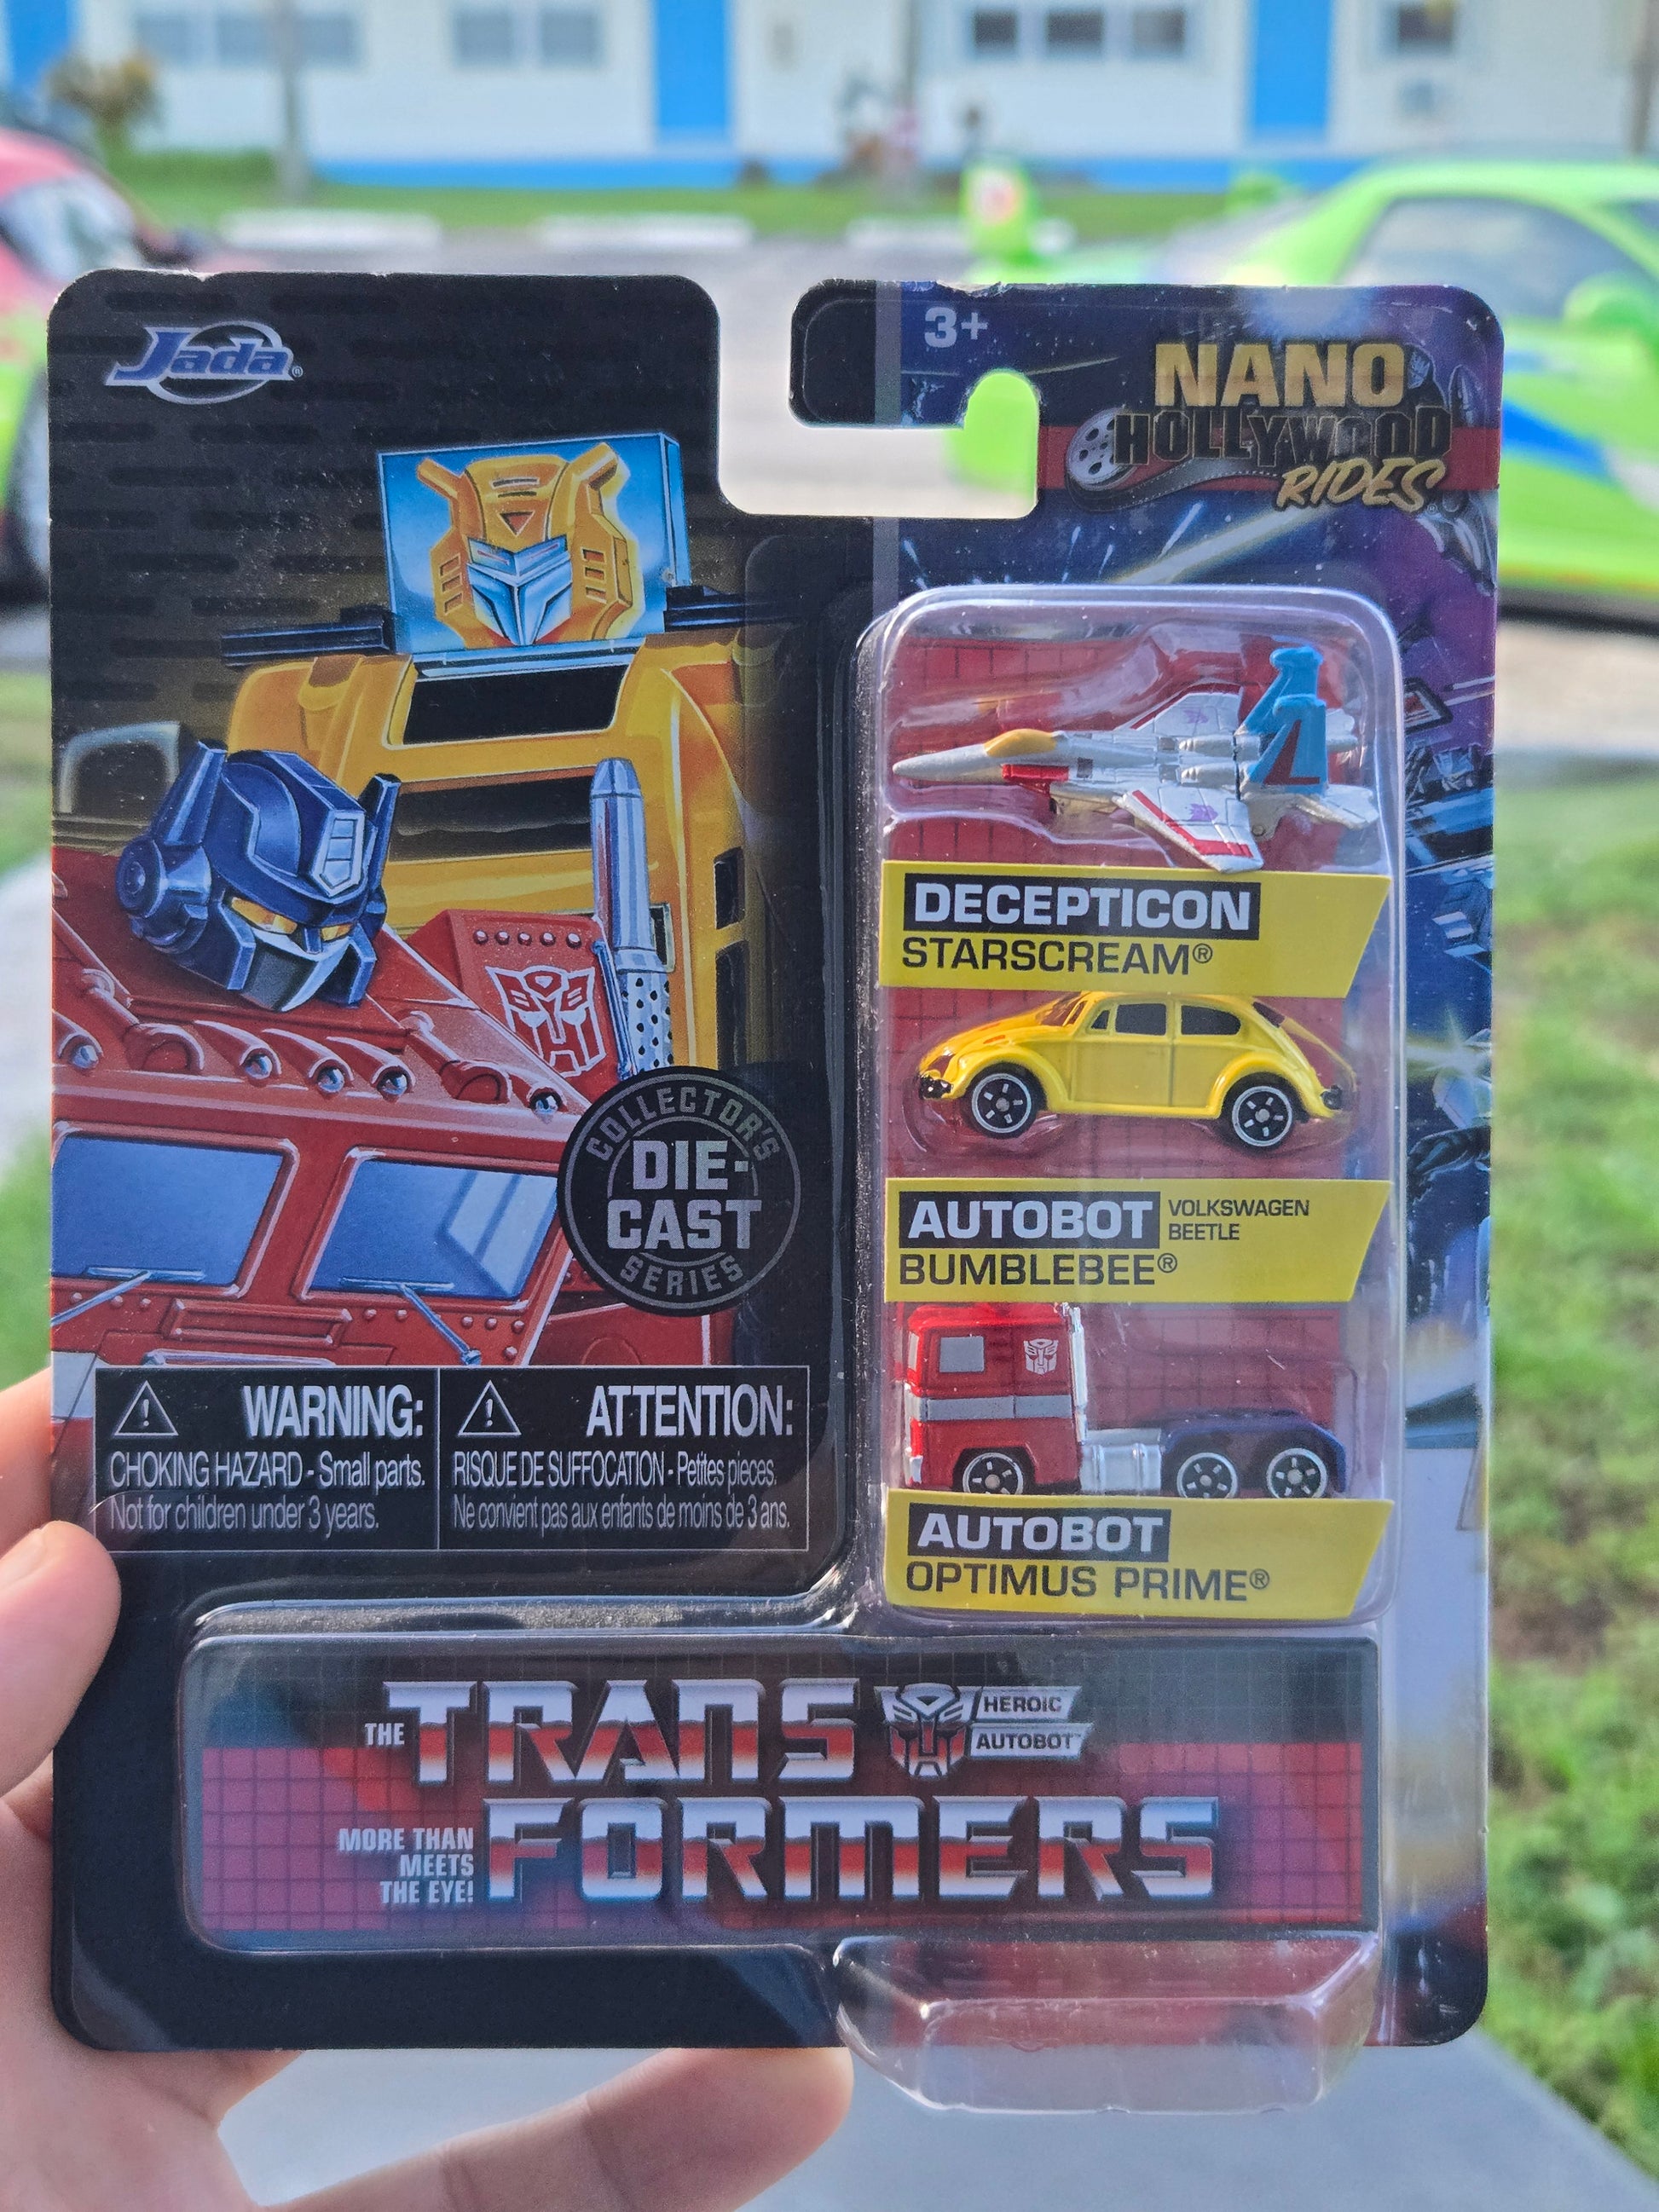 Jada®
3+
NANO
HOLLYWOOD
RIDES
DECEPTICON
STARSCREAM®
AUTOBOT VOLKSWAGEN
BEETLE
BUMBLEBEE®
AUTOBOT
OPTIMUS PRIME®
COLLECTOR'S
DIE-
CAST
SERIES
WARNING:
CHOKING HAZARD - Small parts.
Not for children under 3 years.
ATTENTION:
RISQUE DE SUFFOCATION - Petites pièces.
Ne convient pas aux enfants de moins de 3 ans.
THE TRANS
HEROIC
AUTOBOT™
MORE THAN
MEETS
THE EYE!
FORMERS